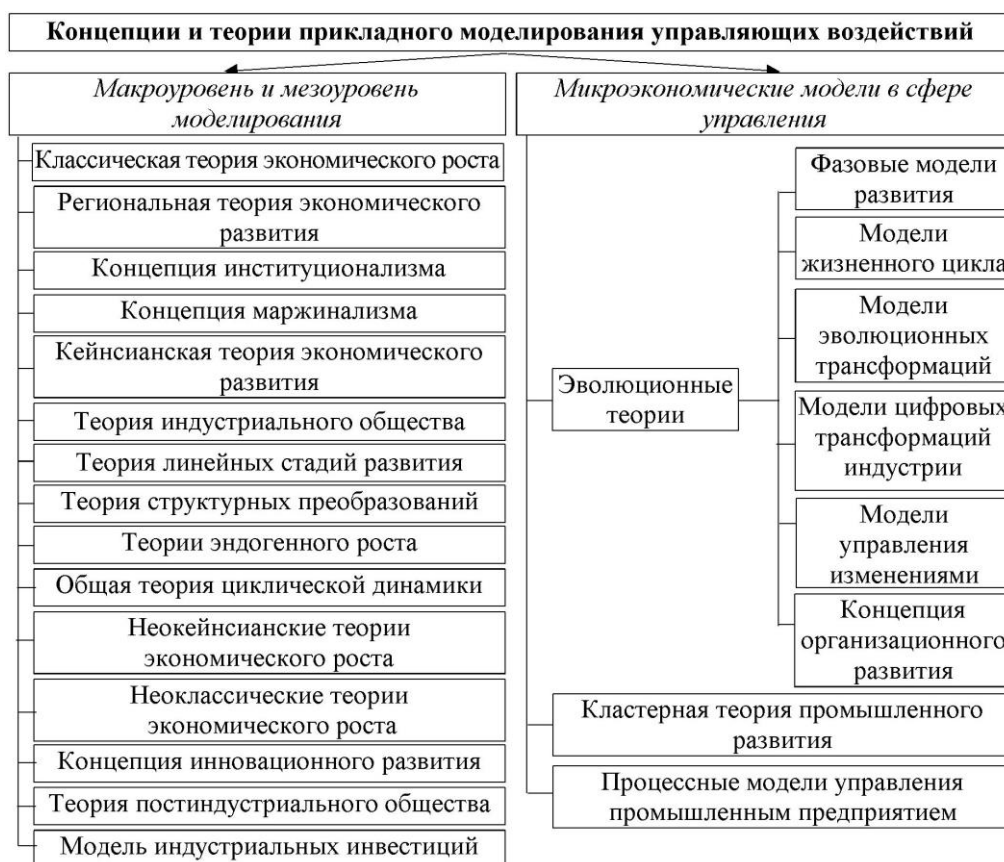 Концепции и теории прикладного моделирования управляющих воздействий
Макроуровень и мезоуровень
моделирования
Классическая теория экономического роста
Региональная теория экономического
развития
Концепция институционализма
Концепция маржинализма
Кейнсианская теория экономического
развития
Теория индустриального общества
Теория линейных стадий развития
Теория структурных преобразований
Теории эндогенного роста
Общая теория циклической динамики
Неокейнсианские теории
экономического роста
Неоклассические теории
экономического роста
Концепция инновационного развития
Теория постиндустриального общества
Модель индустриальных инвестиций
Микроэкономические модели в сфере
управления
Эволюционные
теории
Фазовые модели
развития
Модели
жизненного цикла
Модели
эволюционных
трансформаций
Модели цифровых
трансформаций
индустрии
Модели
управления
изменениями
Концепция
организационного
развития
Кластерная теория промышленного
развития
Процессные модели управления
промышленным предприятием